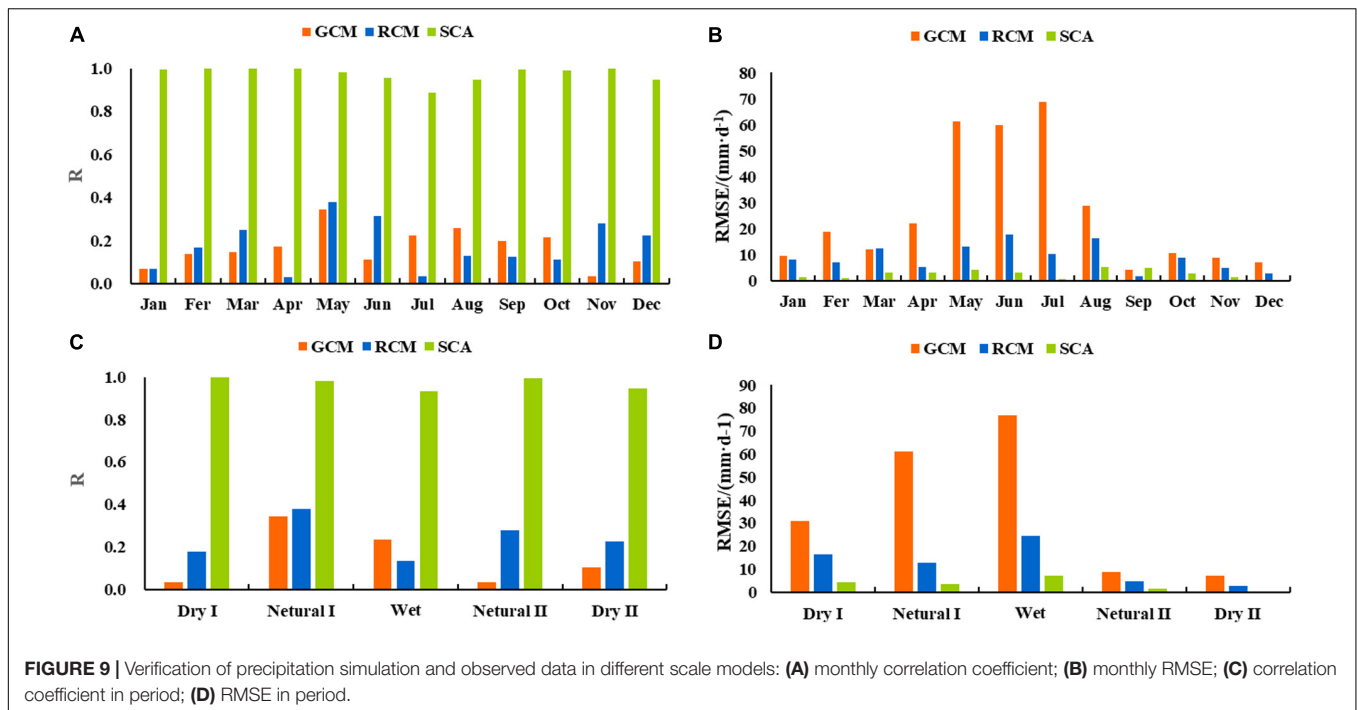 A
GCM RCM SCA
R
1.0
0.8
0.6
0.4
0.2
0.0
Jan Fer Mar Apr May Jun Jul Aug Sep Oct Nov Dec
B
GCM RCM SCA
RMSE/(mm·d⁻¹)
80
70
60
50
40
30
20
10
0
Jan Fer Mar Apr May Jun Jul Aug Sep Oct Nov Dec
C
GCM RCM SCA
R
1.0
0.8
0.6
0.4
0.2
0.0
Dry I Netural I Wet Netural II Dry II
D
GCM RCM SCA
RMSE/(mm·d-1)
90
80
70
60
50
40
30
20
10
0
Dry I Netural I Wet Netural II Dry II
FIGURE 9 | Verification of precipitation simulation and observed data in different scale models: (A) monthly correlation coefficient; (B) monthly RMSE; (C) correlation
coefficient in period; (D) RMSE in period.